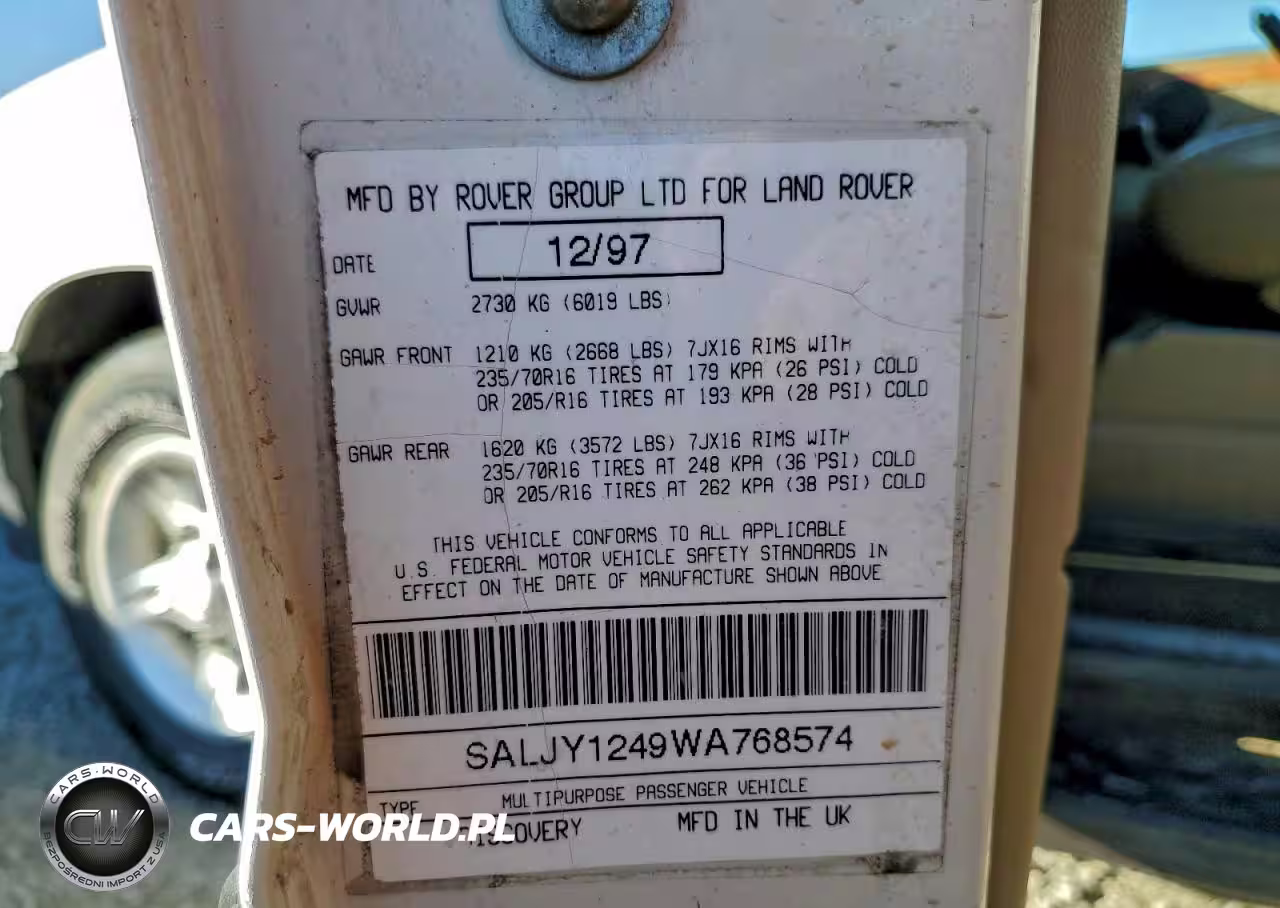 MFD BY ROVER GROUP LTD FOR LAND ROVER
DATE 12/97
GVWR 2730 KG (6019 LBS)
GAWR FRONT 1210 KG (2668 LBS) 7JX16 RIMS WITH
235/70R16 TIRES AT 179 KPA (26 PSI) COLD
OR 205/R16 TIRES AT 193 KPA (28 PSI) COLD
GAWR REAR 1620 KG (3572 LBS) 7JX16 RIMS WITH
235/70R16 TIRES AT 248 KPA (36 PSI) COLD
OR 205/R16 TIRES AT 262 KPA (38 PSI) COLD
THIS VEHICLE CONFORMS TO ALL APPLICABLE
U.S. FEDERAL MOTOR VEHICLE SAFETY STANDARDS IN
EFFECT ON THE DATE OF MANUFACTURE SHOWN ABOVE
SALJY1249WA768574
TYPE MULTIPURPOSE PASSENGER VEHICLE
DISCOVERY MFD IN THE UK
CARS-WORLD
CW
BEZPOŚREDNI IMPORT Z USA
CARS-WORLD.PL